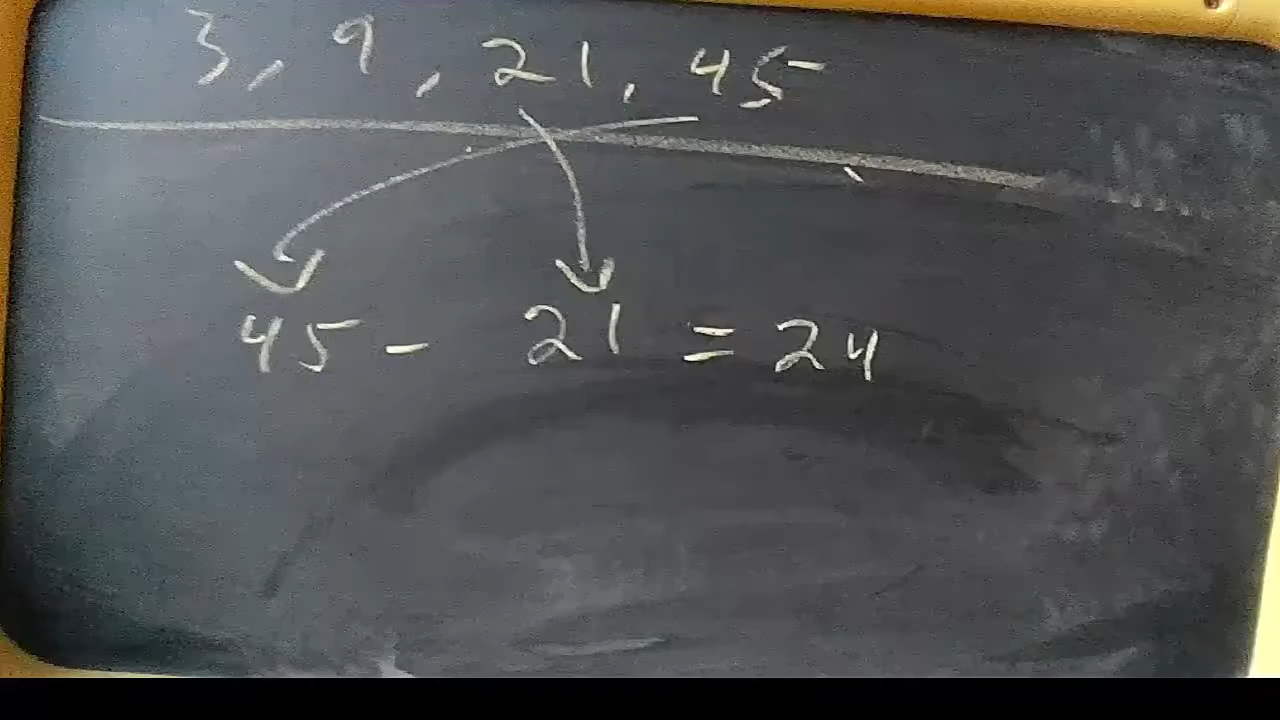 3, 9, 21, 45
45 - 21 = 24